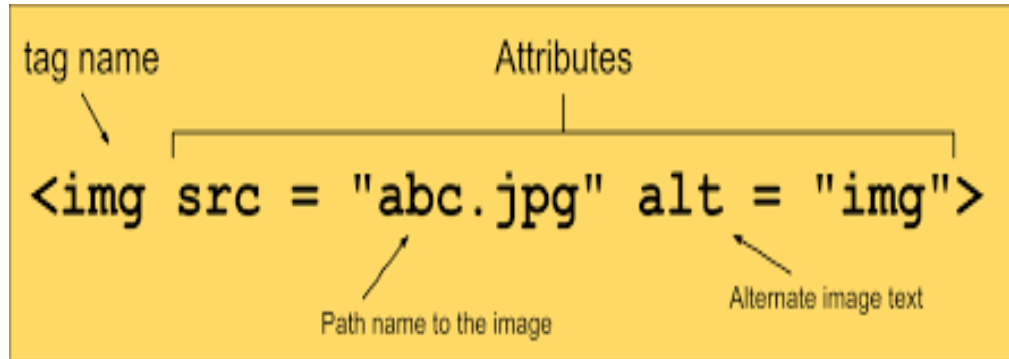 tag name
Attributes
<img src = "abc.jpg" alt = "img">
Path name to the image
Alternate image text